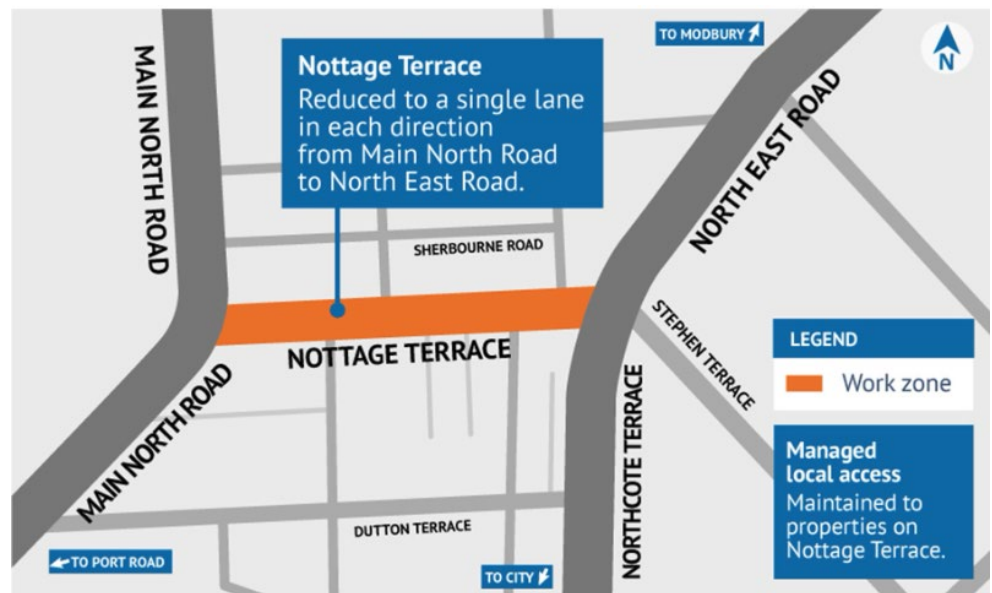 TO MODBURY
N
MAIN NORTH ROAD
Nottage Terrace
Reduced to a single lane
in each direction
from Main North Road
to North East Road.
NORTH EAST ROAD
SHERBOURNE ROAD
NOTTAGE TERRACE
STEPHEN TERRACE
LEGEND
Work zone
MAIN NORTH ROAD
NORTHCOTE TERRACE
Managed
local access
Maintained to
properties on
Nottage Terrace.
DUTTON TERRACE
TO PORT ROAD
TO CITY